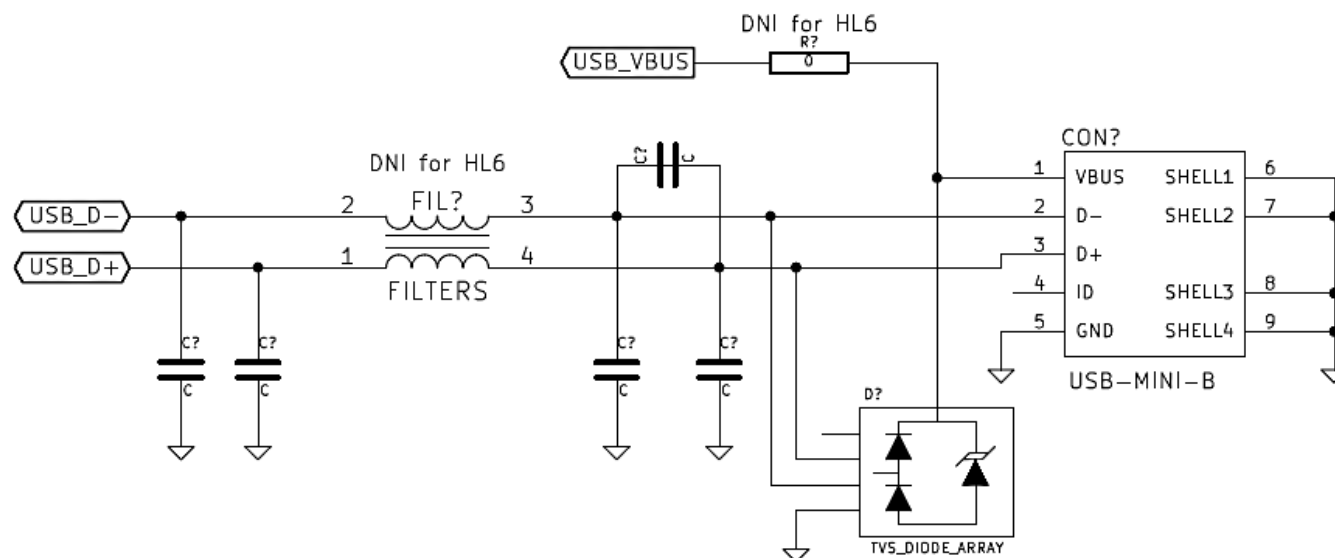 DNI for HL6
R?
0
USB_VBUS
CON?
C?
C
DNI for HL6
FIL?
1 VBUS SHELL1 6
USB_D-
2
3
2 D- SHELL2 7
USB_D+
1
4
3 D+
FILTERS
4 ID SHELL3 8
5 GND SHELL4 9
C?
C
C?
C
C?
C
C?
C
USB-MINI-B
D?
TVS_DIODE_ARRAY